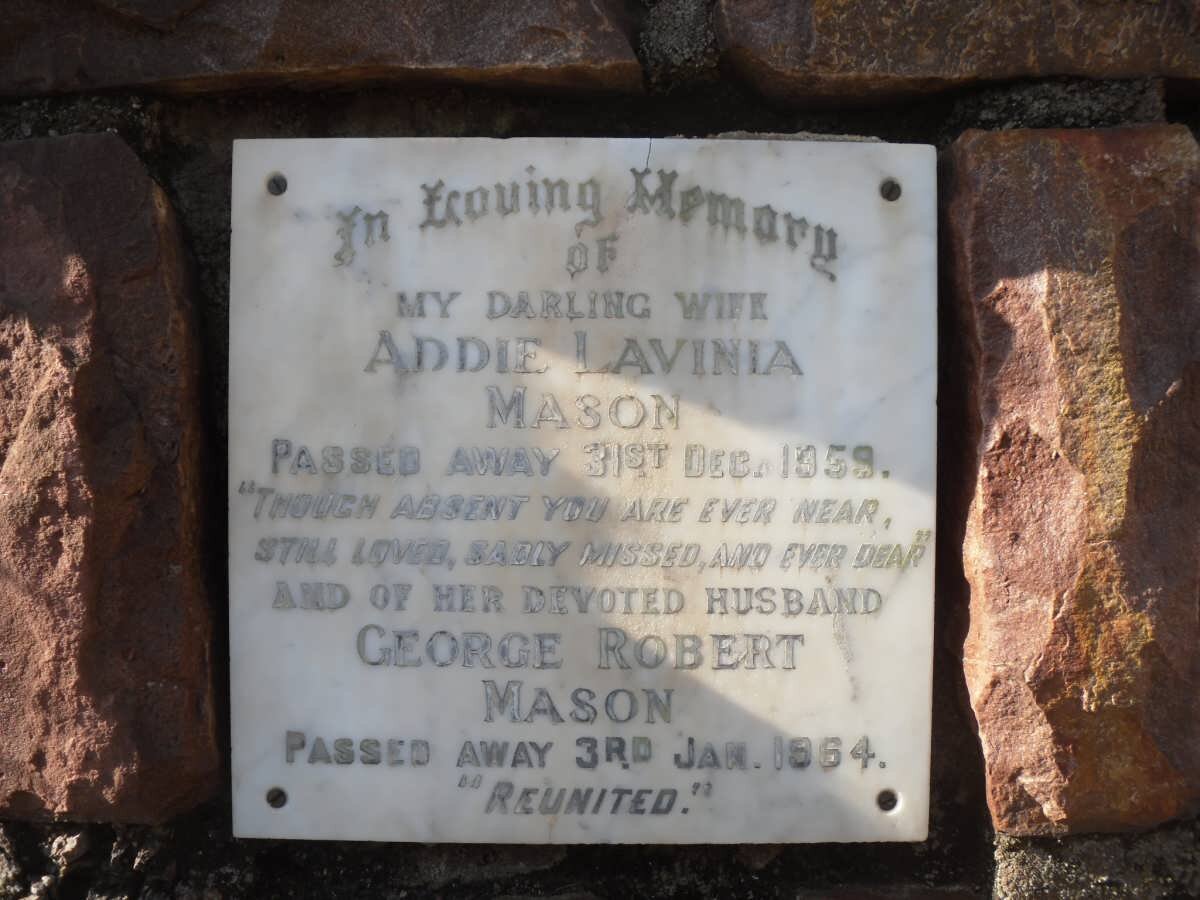 In Loving Memory
OF
MY DARLING WIFE
ADDIE LAVINIA
MASON
PASSED AWAY 31ST DEC. 1959.
"THOUGH ABSENT YOU ARE EVER NEAR,
STILL LOVED, SADLY MISSED, AND EVER DEAR"
AND OF HER DEVOTED HUSBAND
GEORGE ROBERT
MASON
PASSED AWAY 3RD JAN. 1964.
"REUNITED."